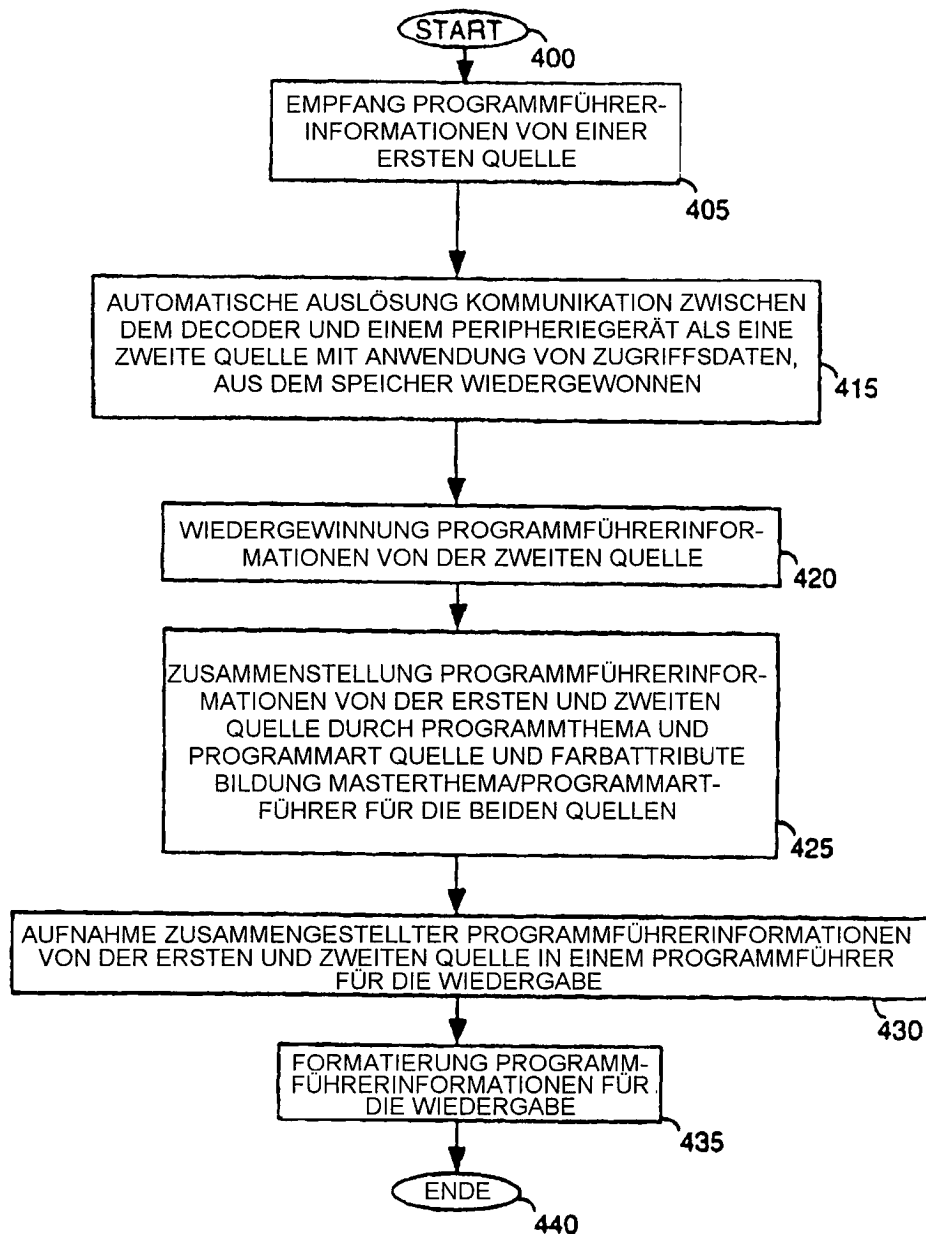 START
400
EMPFANG PROGRAMMFÜHRER-
INFORMATIONEN VON EINER
ERSTEN QUELLE
405
AUTOMATISCHE AUSLÖSUNG KOMMUNIKATION ZWISCHEN
DEM DECODER UND EINEM PERIPHERIEGERÄT ALS EINE
ZWEITE QUELLE MIT ANWENDUNG VON ZUGRIFFSDATEN,
AUS DEM SPEICHER WIEDERGEWONNEN
415
WIEDERGEWINNUNG PROGRAMMFÜHRERINFOR-
MATIONEN VON DER ZWEITEN QUELLE
420
ZUSAMMENSTELLUNG PROGRAMMFÜHRERINFOR-
MATIONEN VON DER ERSTEN UND ZWEITEN
QUELLE DURCH PROGRAMMTHEMA UND
PROGRAMMART QUELLE UND FARBATTRIBUTE
BILDUNG MASTERTHEMA/PROGRAMMART-
FÜHRER FÜR DIE BEIDEN QUELLEN
425
AUFNAHME ZUSAMMENGESTELLTER PROGRAMMFÜHRERINFORMATIONEN
VON DER ERSTEN UND ZWEITEN QUELLE IN EINEM PROGRAMMFÜHRER
FÜR DIE WIEDERGABE
430
FORMATIERUNG PROGRAMM-
FÜHRERINFORMATIONEN FÜR
DIE WIEDERGABE
435
ENDE
440